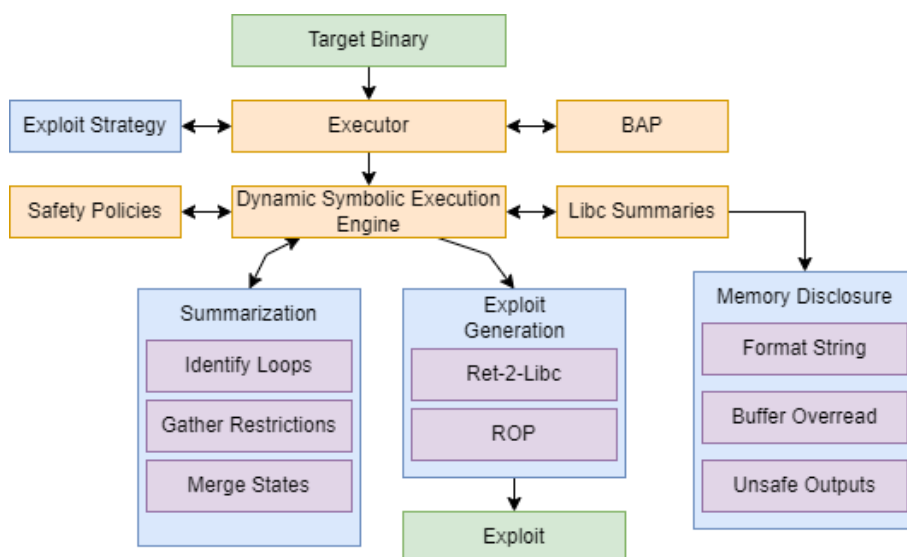 Target Binary
Exploit Strategy
Executor
BAP
Safety Policies
Dynamic Symbolic Execution
Engine
Libc Summaries
Summarization
Identify Loops
Gather Restrictions
Merge States
Exploit
Generation
Ret-2-Libc
ROP
Memory Disclosure
Format String
Buffer Overread
Unsafe Outputs
Exploit